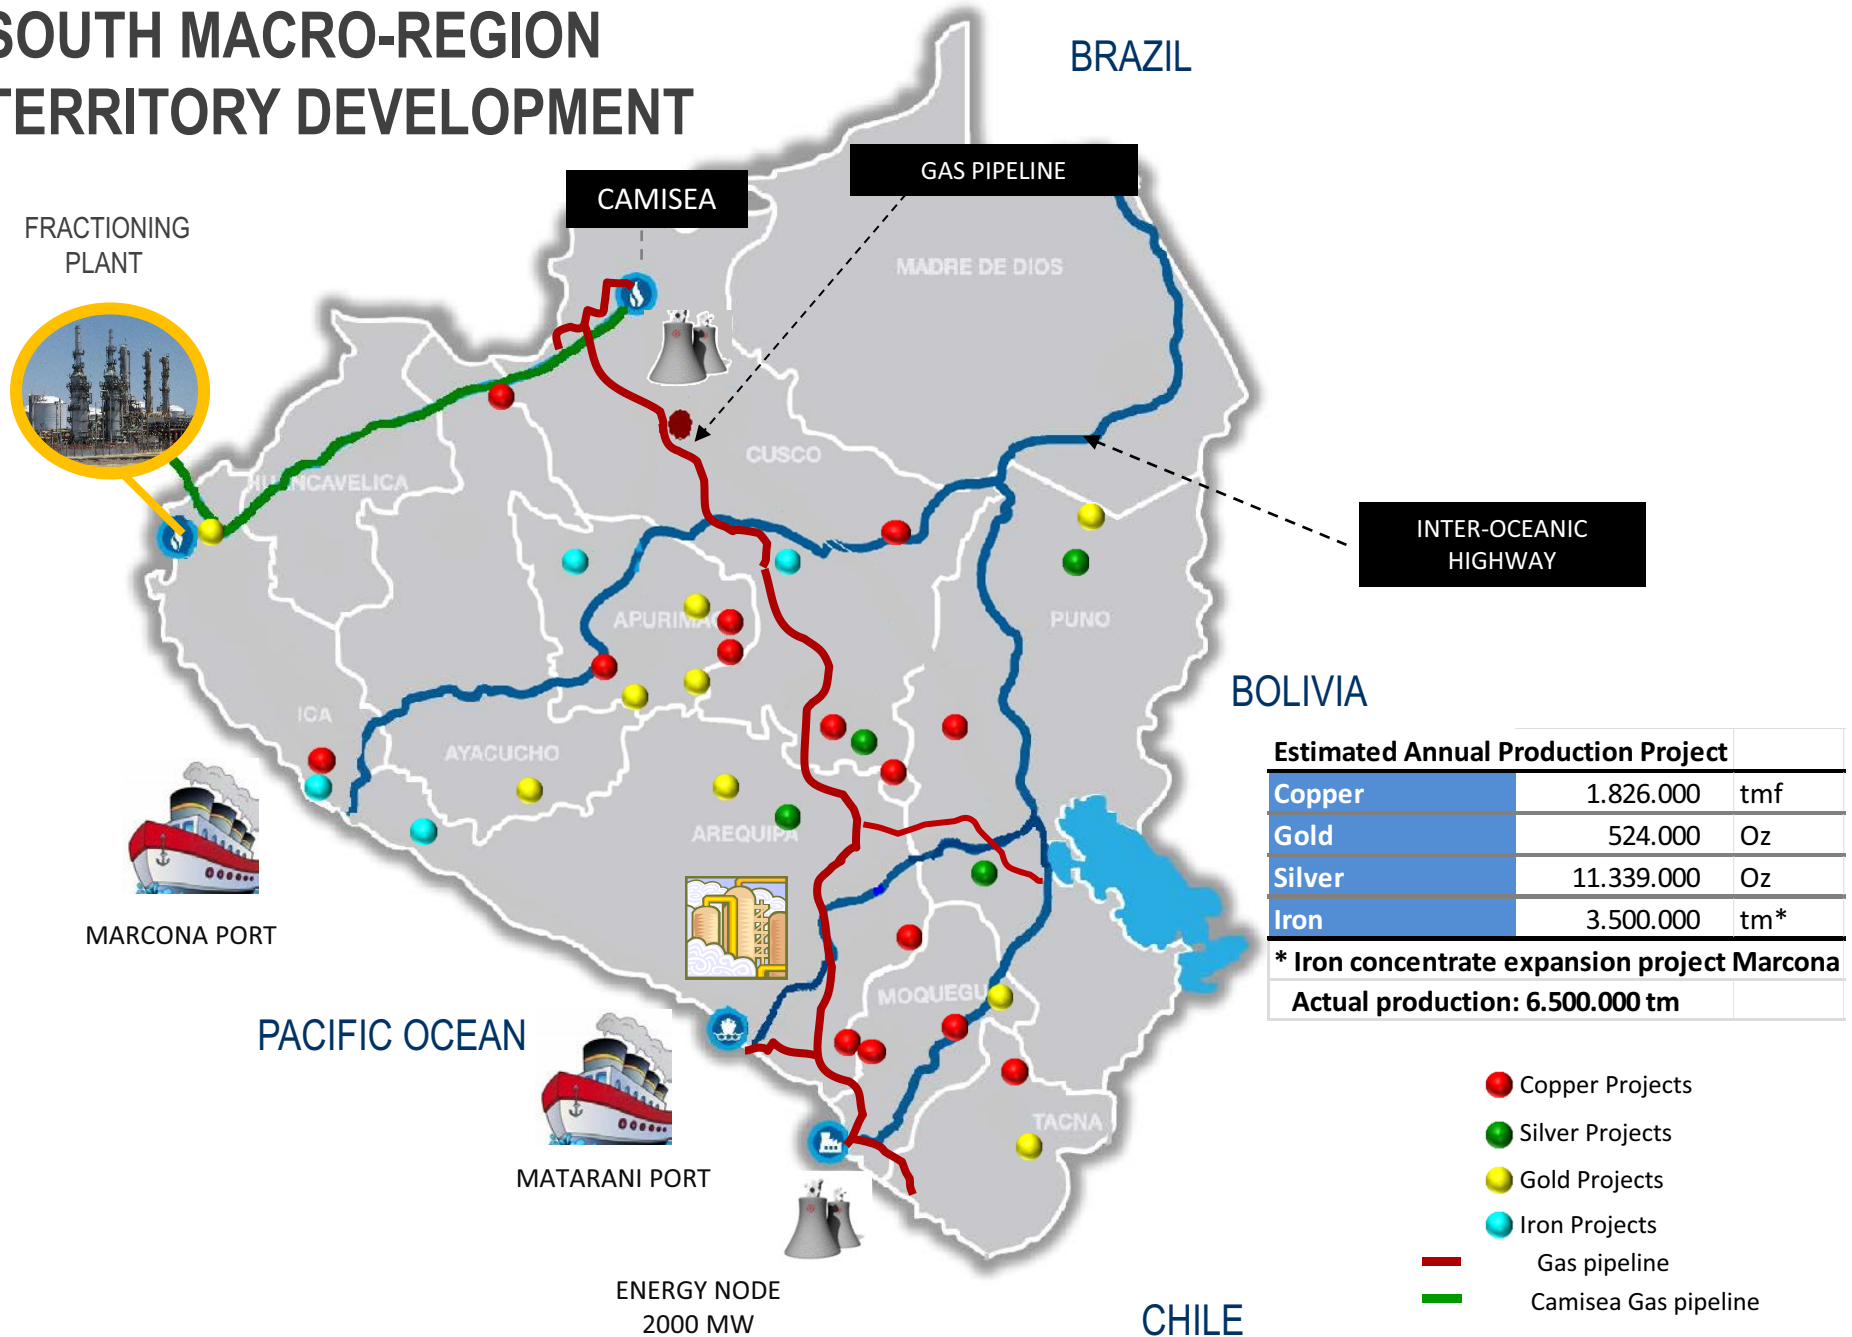 SOUTH MACRO-REGION
TERRITORY DEVELOPMENT
BRAZIL
GAS PIPELINE
CAMISEA
FRACTIONING
PLANT
MADRE DE DIOS
CUSCO
HUANCAVELICA
INTER-OCEANIC
HIGHWAY
APURIMAC
PUNO
BOLIVIA
ICA
AYACUCHO
AREQUIPA
Estimated Annual Production Project
Copper 1.826.000 tmf
Gold 524.000 Oz
Silver 11.339.000 Oz
Iron 3.500.000 tm*
* Iron concentrate expansion project Marcona
Actual production: 6.500.000 tm
MARCONA PORT
MOQUEGU
PACIFIC OCEAN
MATARANI PORT
TACNA
Copper Projects
Silver Projects
Gold Projects
Iron Projects
Gas pipeline
Camisea Gas pipeline
ENERGY NODE
2000 MW
CHILE